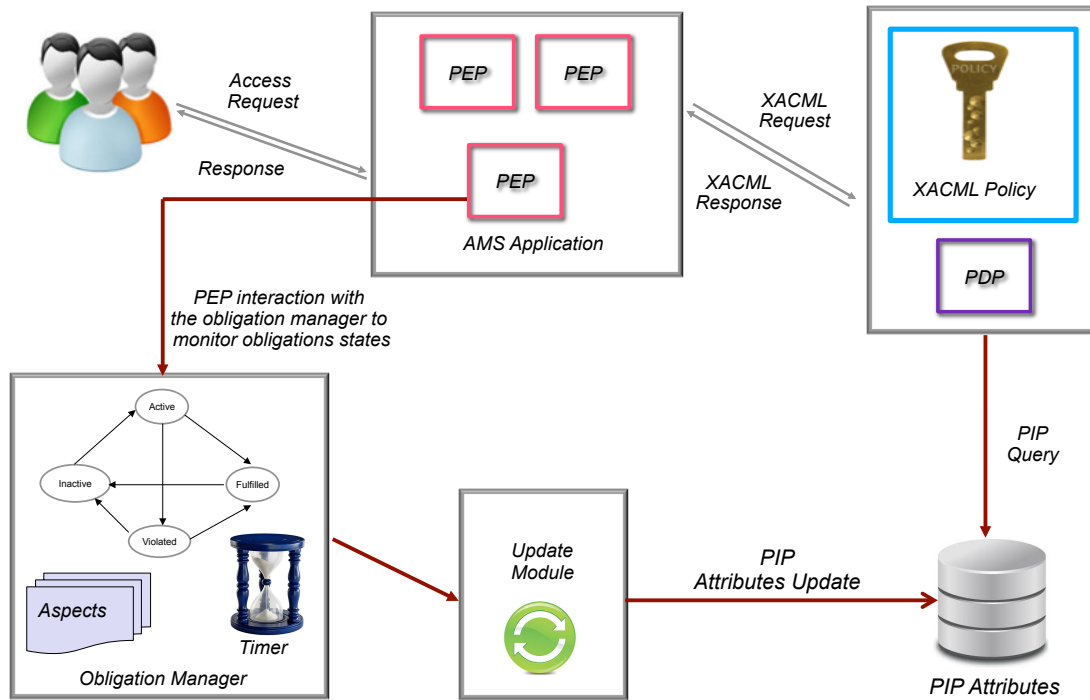 Access
Request
Response
PEP
PEP
PEP
AMS Application
XACML
Request
XACML
Response
POLICY
XACML Policy
PDP
PEP interaction with
the obligation manager to
monitor obligations states
Active
Inactive
Fulfilled
Violated
Aspects
Timer
Obligation Manager
Update
Module
PIP
Attributes Update
PIP
Query
PIP Attributes